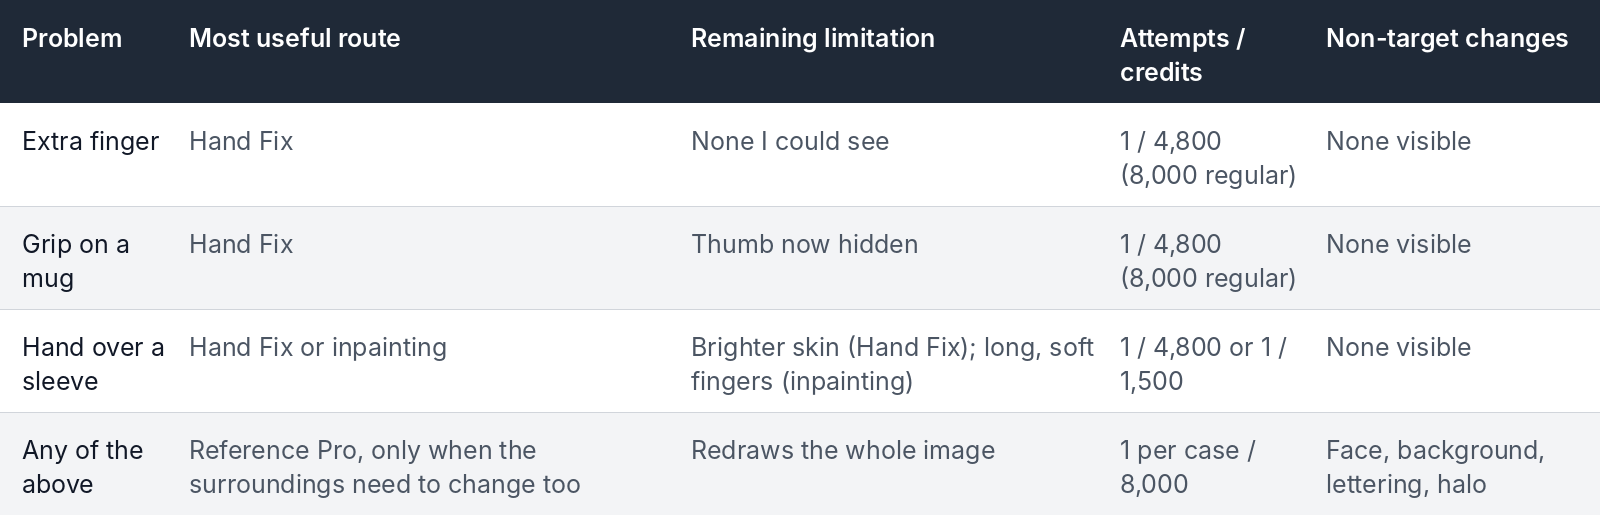 Problem
Most useful route
Remaining limitation
Attempts /
credits
Non-target changes
Extra finger
Hand Fix
None I could see
1 / 4,800
(8,000 regular)
None visible
Grip on a
mug
Hand Fix
Thumb now hidden
1 / 4,800
(8,000 regular)
None visible
Hand over a
sleeve
Hand Fix or inpainting
Brighter skin (Hand Fix); long, soft
fingers (inpainting)
1 / 4,800 or 1 /
1,500
None visible
Any of the
above
Reference Pro, only when the
surroundings need to change too
Redraws the whole image
1 per case /
8,000
Face, background,
lettering, halo